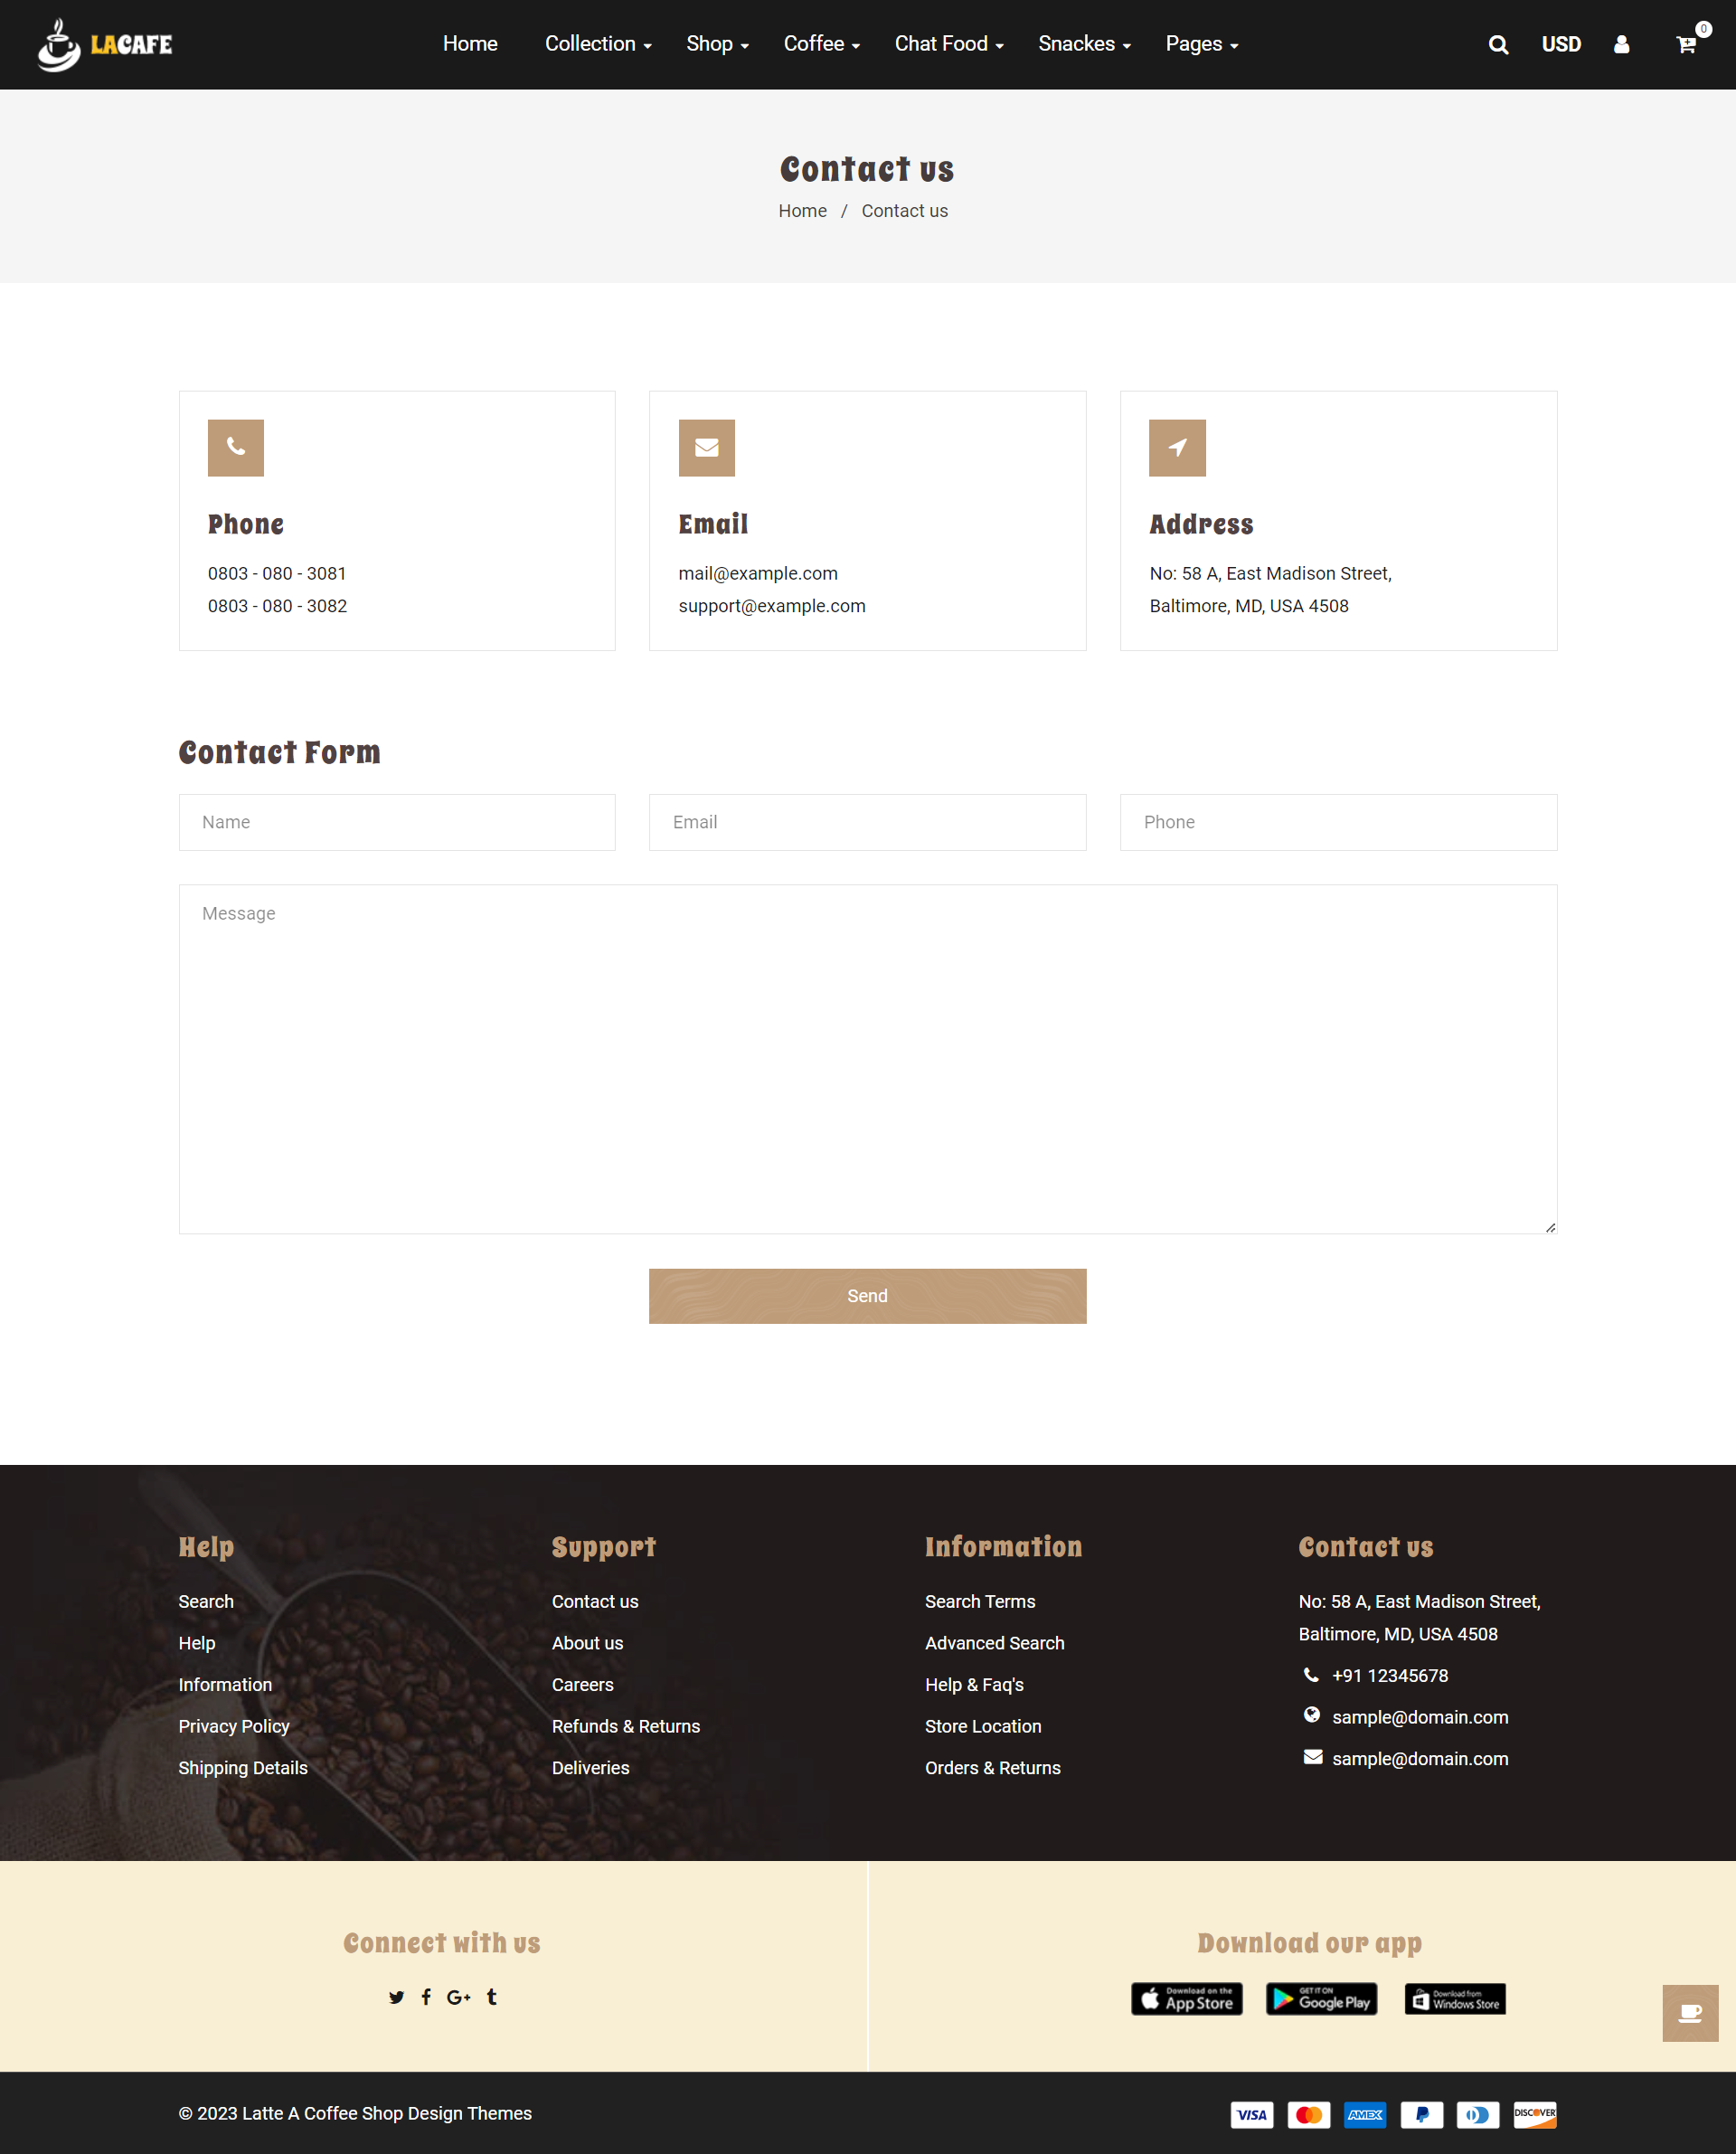 LACAFE
Home Collection Shop Coffee Chat Food Snackes Pages
USD
0
Contact us
Home / Contact us
Phone
0803 - 080 - 3081
0803 - 080 - 3082
Email
mail@example.com
support@example.com
Address
No: 58 A, East Madison Street,
Baltimore, MD, USA 4508
Contact Form
Name
Email
Phone
Message
Send
Help
Search
Help
Information
Privacy Policy
Shipping Details
Support
Contact us
About us
Careers
Refunds & Returns
Deliveries
Information
Search Terms
Advanced Search
Help & Faq's
Store Location
Orders & Returns
Contact us
No: 58 A, East Madison Street,
Baltimore, MD, USA 4508
+91 12345678
sample@domain.com
sample@domain.com
Connect with us
Download our app
Download on the
App Store
GET IT ON
Google Play
Download from
Windows Store
© 2023 Latte A Coffee Shop Design Themes
VISA
AMEX
DISCOVER